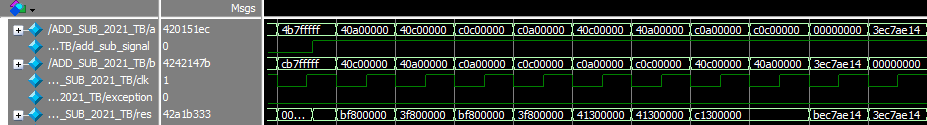 Msgs
/ADD_SUB_2021_TB/a 420151ec 4b7fffff 40a00000 40c00000 c0c00000 c0a00000 40c00000 40a00000 c0a00000 c0c00000 00000000 3ec7ae14
...TB/add_sub_signal 0
/ADD_SUB_2021_TB/b 4242147b cb7fffff 40c00000 40a00000 c0a00000 c0c00000 c0a00000 c0c00000 40c00000 40a00000 3ec7ae14 00000000
..._SUB_2021_TB/clk 1
...2021_TB/exception 0
..._SUB_2021_TB/res 42a1b333 00... bf800000 3f800000 bf800000 3f800000 41300000 41300000 c1300000 bec7ae14 3ec7ae14